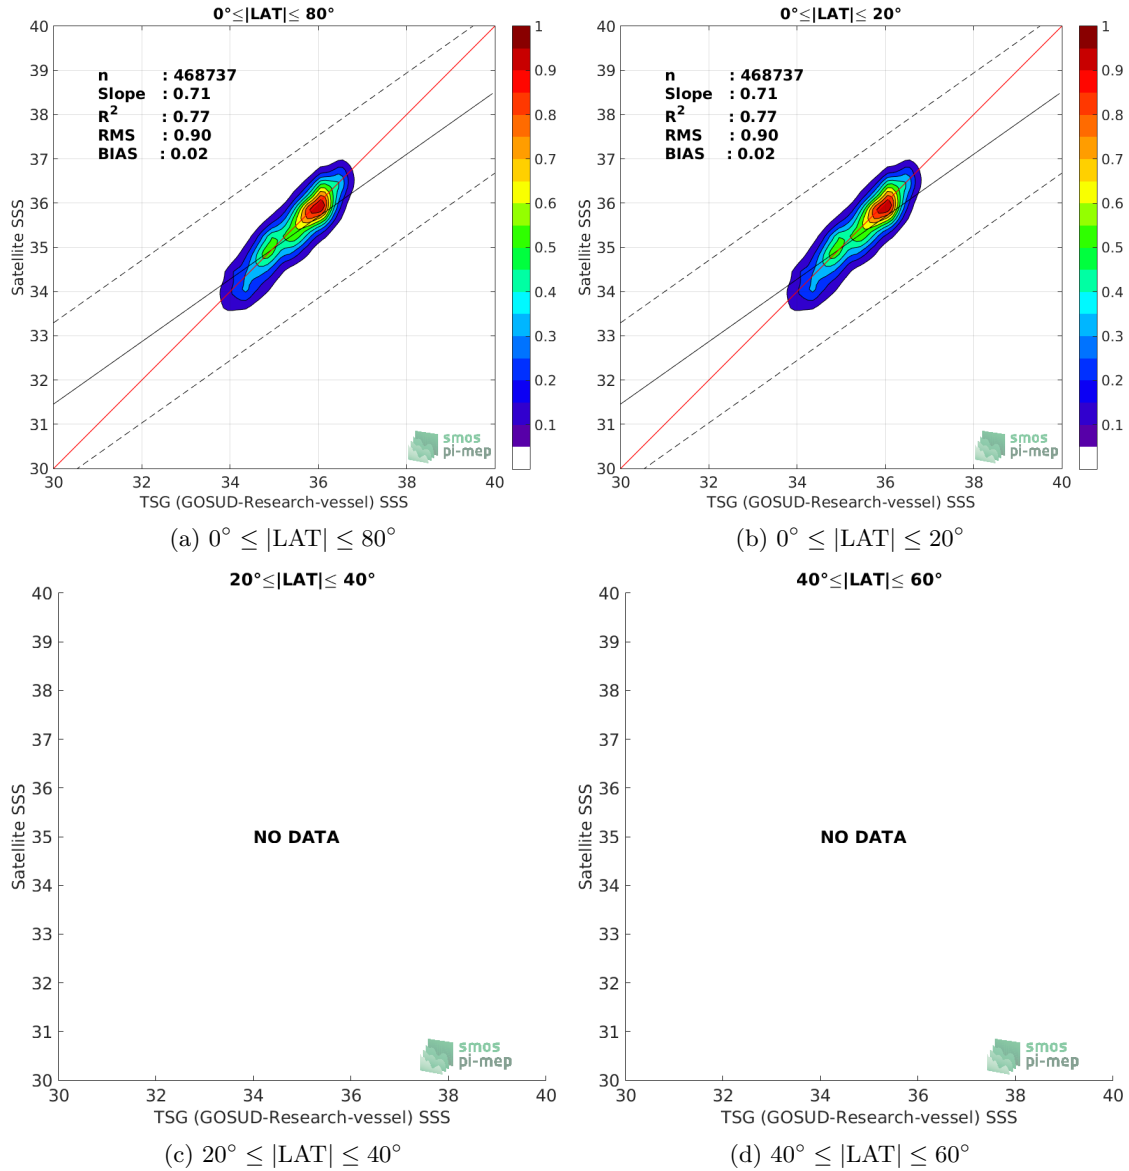 0°≤|LAT|≤ 80°
40
39
38
37
36
35
34
33
32
31
30
Satellite SSS
n : 468737
Slope : 0.71
R² : 0.77
RMS : 0.90
BIAS : 0.02
smos
pi-mep
30 32 34 36 38 40
TSG (GOSUD-Research-vessel) SSS
1
0.9
0.8
0.7
0.6
0.5
0.4
0.3
0.2
0.1
(a) 0° ≤ |LAT| ≤ 80°
0°≤|LAT|≤ 20°
40
39
38
37
36
35
34
33
32
31
30
Satellite SSS
n : 468737
Slope : 0.71
R² : 0.77
RMS : 0.90
BIAS : 0.02
smos
pi-mep
30 32 34 36 38 40
TSG (GOSUD-Research-vessel) SSS
1
0.9
0.8
0.7
0.6
0.5
0.4
0.3
0.2
0.1
(b) 0° ≤ |LAT| ≤ 20°
20°≤|LAT|≤ 40°
40
39
38
37
36
35
34
33
32
31
30
Satellite SSS
NO DATA
smos
pi-mep
30 32 34 36 38 40
TSG (GOSUD-Research-vessel) SSS
(c) 20° ≤ |LAT| ≤ 40°
40°≤|LAT|≤ 60°
40
39
38
37
36
35
34
33
32
31
30
Satellite SSS
NO DATA
smos
pi-mep
30 32 34 36 38 40
TSG (GOSUD-Research-vessel) SSS
(d) 40° ≤ |LAT| ≤ 60°